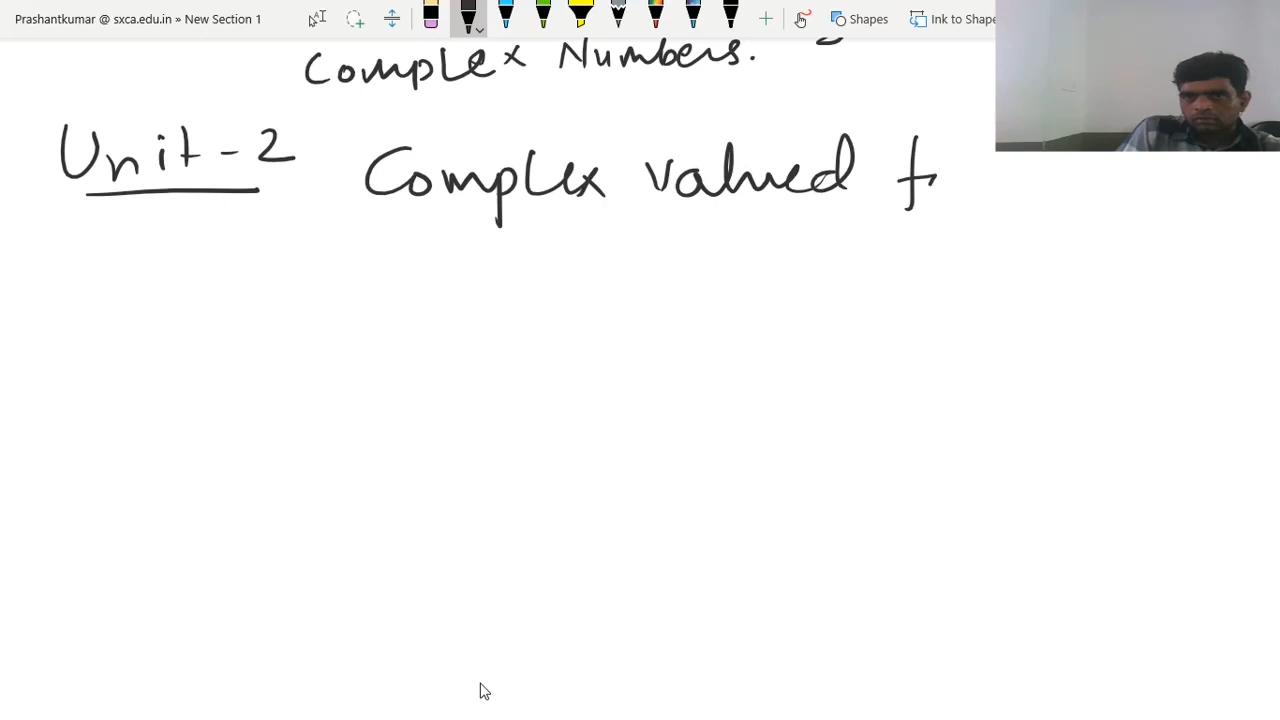 Prashantkumar @ sxca.edu.in » New Section 1
Shapes
Ink to Shape
Complex Numbers.
Unit-2 Complex valued f